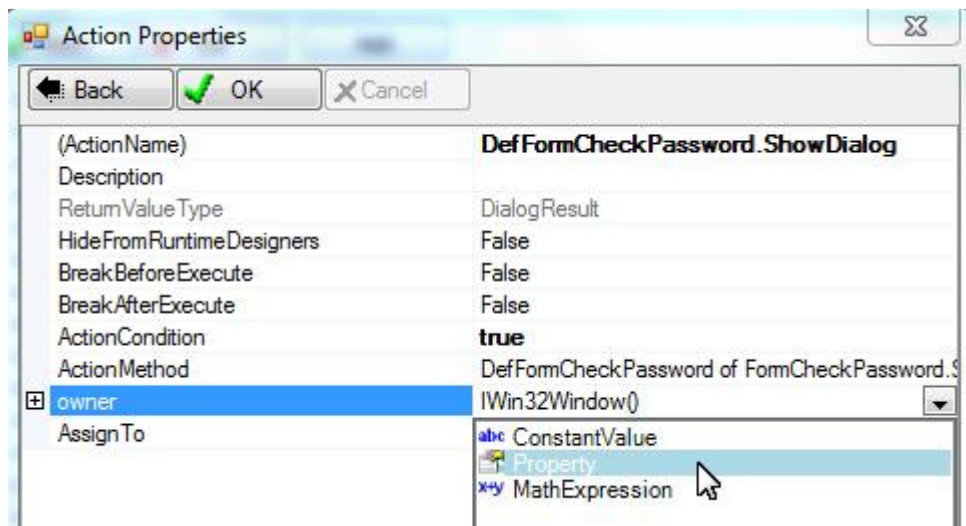 Action Properties
Back OK Cancel
(ActionName) DefFormCheckPassword.ShowDialog
Description
ReturnValueType DialogResult
HideFromRuntimeDesigners False
BreakBeforeExecute False
BreakAfterExecute False
ActionCondition true
ActionMethod DefFormCheckPassword of FormCheckPassword.S
owner IWin32Window()
AssignTo abc ConstantValue
Property
x+y MathExpression